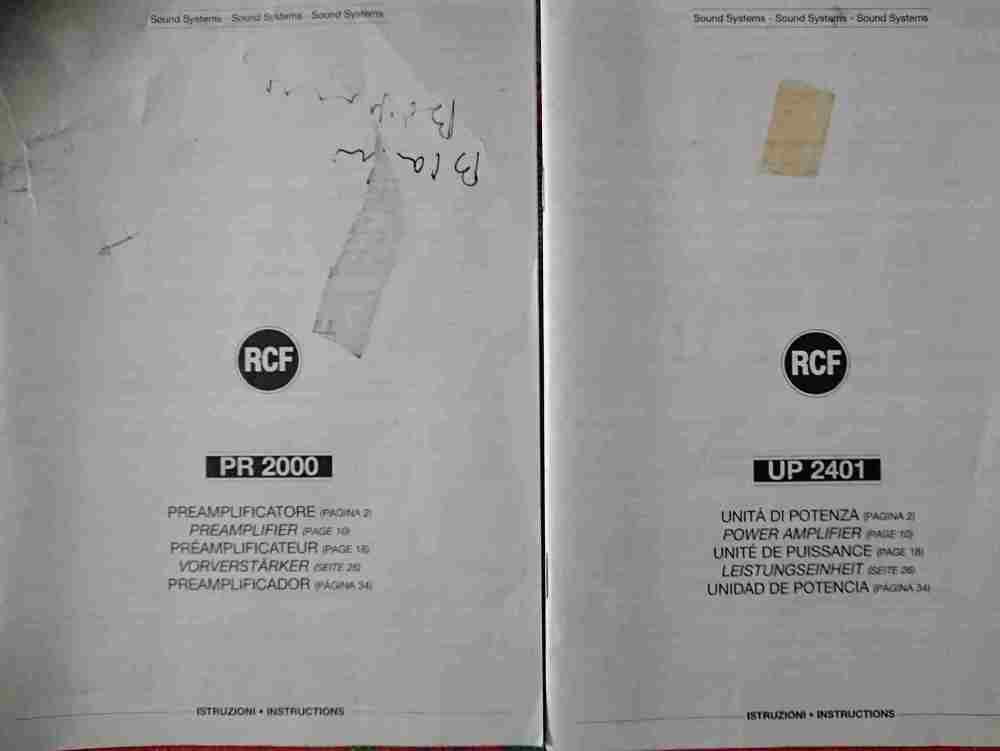 Sound Systems - Sound Systems - Sound Systems
RCF
PR 2000
PREAMPLIFICATORE (PAGINA 2)
PREAMPLIFIER (PAGE 10)
PRÉAMPLIFICATEUR (PAGE 18)
VORVERSTÄRKER (SEITE 26)
PREAMPLIFICADOR (PÁGINA 34)
ISTRUZIONI • INSTRUCTIONS
Sound Systems - Sound Systems - Sound Systems
RCF
UP 2401
UNITÁ DI POTENZA (PAGINA 2)
POWER AMPLIFIER (PAGE 10)
UNITÉ DE PUISSANCE (PAGE 18)
LEISTUNGSEINHEIT (SEITE 26)
UNIDAD DE POTENCIA (PÁGINA 34)
ISTRUZIONI • INSTRUCTIONS